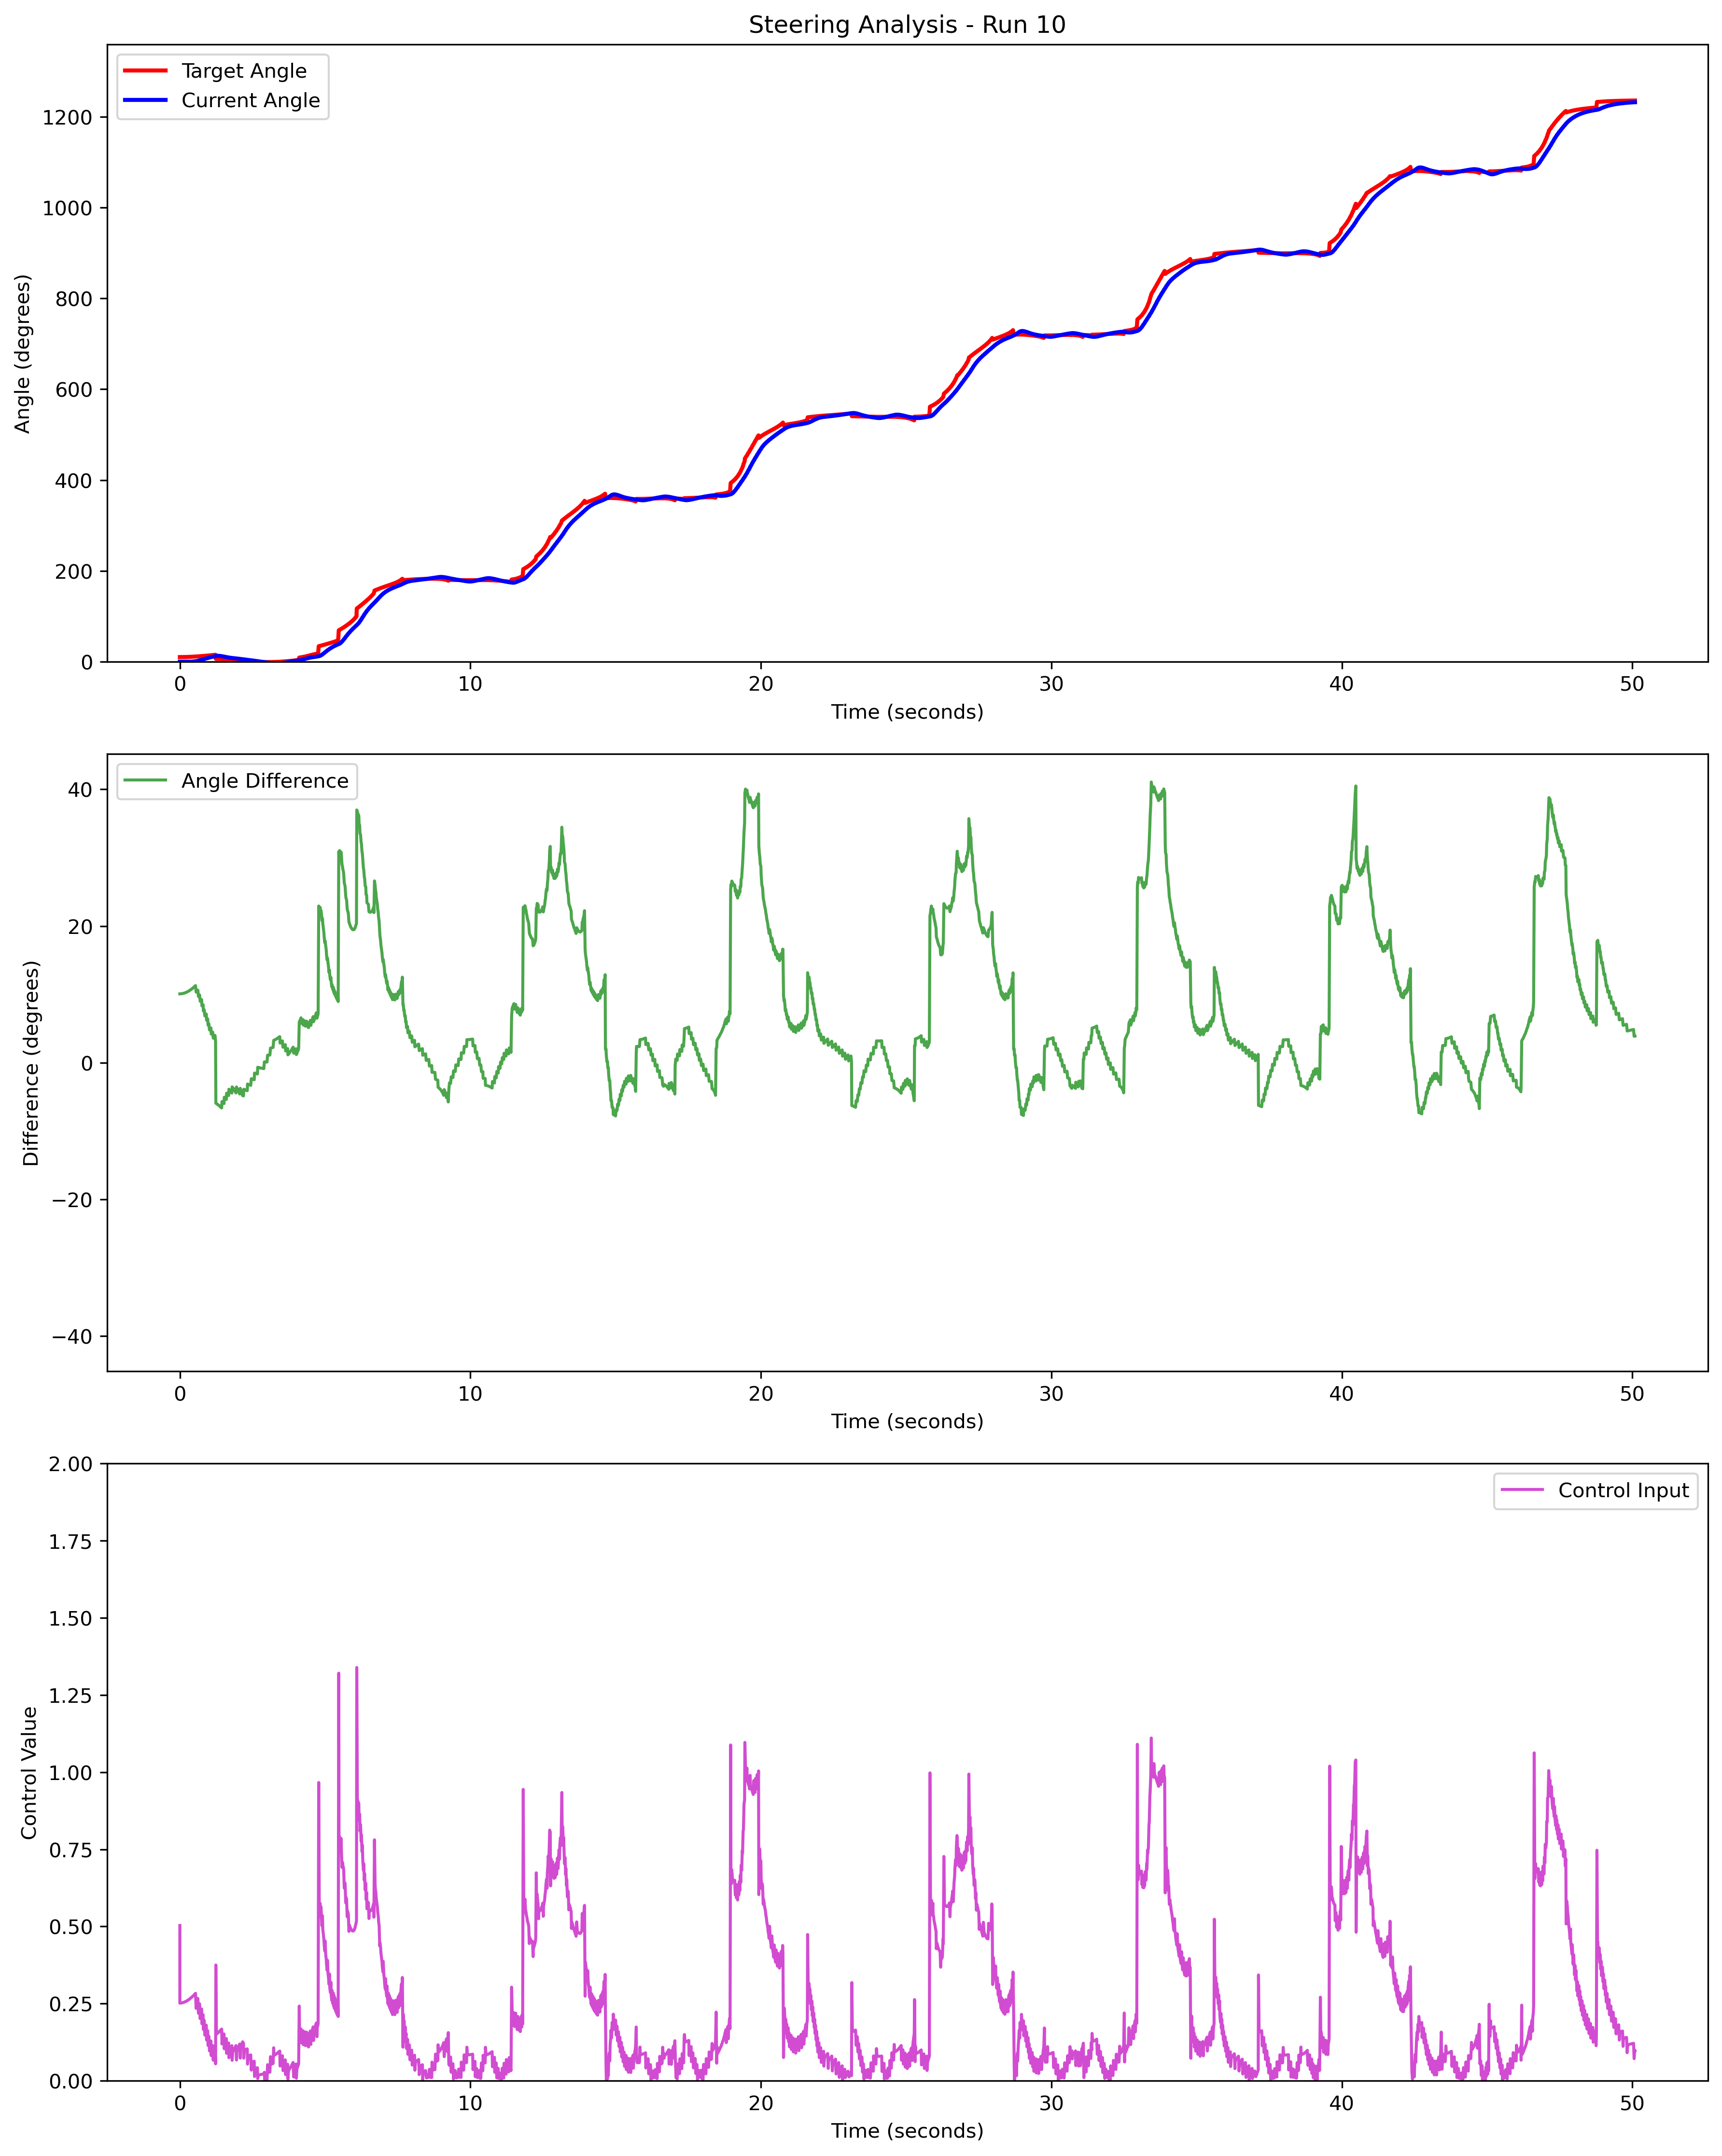 Steering Analysis - Run 10
Target Angle
Current Angle
Angle (degrees)
1200
1000
800
600
400
200
0
0 10 20 30 40 50
Time (seconds)
Angle Difference
Difference (degrees)
40
20
0
−20
−40
0 10 20 30 40 50
Time (seconds)
Control Input
Control Value
2.00
1.75
1.50
1.25
1.00
0.75
0.50
0.25
0.00
0 10 20 30 40 50
Time (seconds)